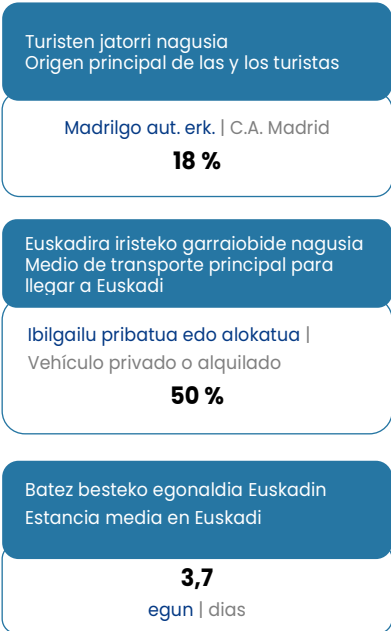 Turisten jatorri nagusia
Origen principal de las y los turistas
Madrilgo aut. erk. | C.A. Madrid
18 %
Euskadira iristeko garraiobide nagusia
Medio de transporte principal para
llegar a Euskadi
Ibilgailu pribatua edo alokatua |
Vehículo privado o alquilado
50 %
Batez besteko egonaldia Euskadin
Estancia media en Euskadi
3,7
egun | dias